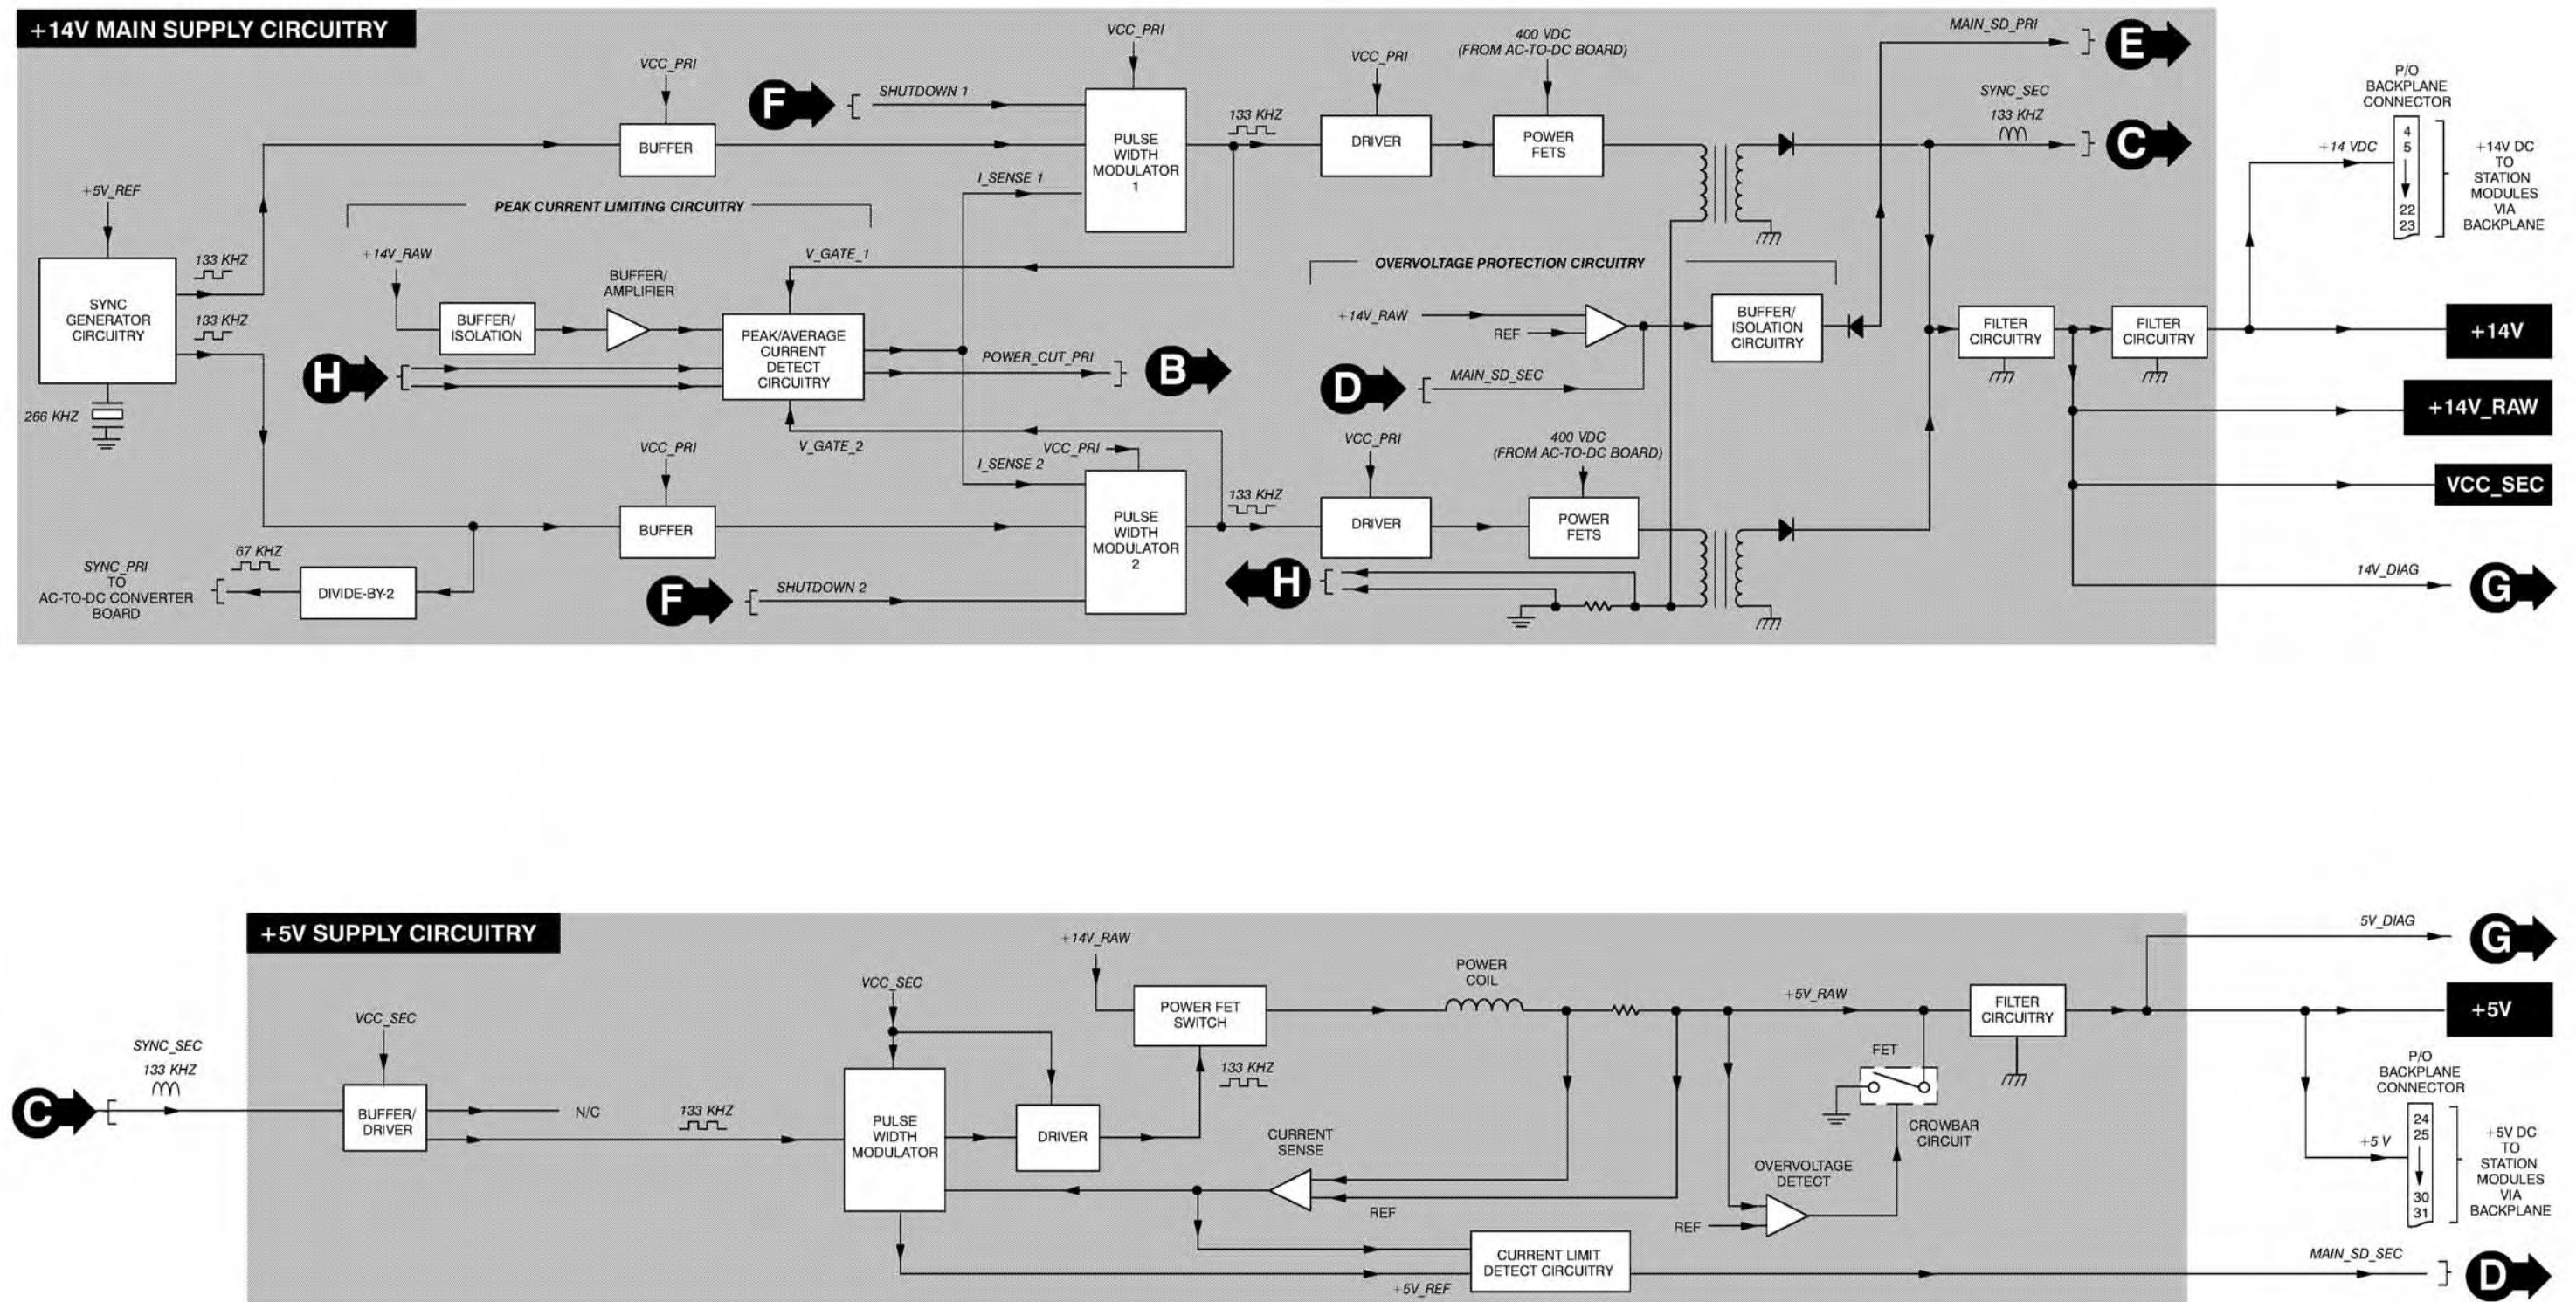 +14V MAIN SUPPLY CIRCUITRY
VCC_PRI
SHUTDOWN 1
F
VCC_PRI
BUFFER
PULSE
WIDTH
MODULATOR
1
133 KHZ
VCC_PRI
DRIVER
400 VDC
(FROM AC-TO-DC BOARD)
POWER
FETS
MAIN_SD_PRI
E
SYNC_SEC
133 KHZ
C
P/O
BACKPLANE
CONNECTOR
4
5
22
23
+14 VDC
+14V DC
TO
STATION
MODULES
VIA
BACKPLANE
+5V_REF
SYNC
GENERATOR
CIRCUITRY
133 KHZ
133 KHZ
266 KHZ
PEAK CURRENT LIMITING CIRCUITRY
+14V_RAW
BUFFER/
ISOLATION
BUFFER/
AMPLIFIER
V_GATE_1
I_SENSE 1
PEAK/AVERAGE
CURRENT
DETECT
CIRCUITRY
H
POWER_CUT_PRI
B
V_GATE_2
I_SENSE 2
OVERVOLTAGE PROTECTION CIRCUITRY
+14V_RAW
REF
BUFFER/
ISOLATION
CIRCUITRY
D
MAIN_SD_SEC
FILTER
CIRCUITRY
FILTER
CIRCUITRY
+14V
+14V_RAW
VCC_SEC
14V_DIAG
G
VCC_PRI
BUFFER
VCC_PRI
PULSE
WIDTH
MODULATOR
2
133 KHZ
VCC_PRI
DRIVER
400 VDC
(FROM AC-TO-DC BOARD)
POWER
FETS
H
67 KHZ
SYNC_PRI
TO
AC-TO-DC CONVERTER
BOARD
DIVIDE-BY-2
F
SHUTDOWN 2
+5V SUPPLY CIRCUITRY
SYNC_SEC
133 KHZ
C
VCC_SEC
BUFFER/
DRIVER
N/C
133 KHZ
VCC_SEC
PULSE
WIDTH
MODULATOR
DRIVER
+14V_RAW
POWER FET
SWITCH
133 KHZ
POWER
COIL
CURRENT
SENSE
REF
+5V_RAW
FET
CROWBAR
CIRCUIT
OVERVOLTAGE
DETECT
REF
FILTER
CIRCUITRY
CURRENT LIMIT
DETECT CIRCUITRY
+5V_REF
5V_DIAG
G
+5V
P/O
BACKPLANE
CONNECTOR
24
25
30
31
+5 V
+5V DC
TO
STATION
MODULES
VIA
BACKPLANE
MAIN_SD_SEC
D